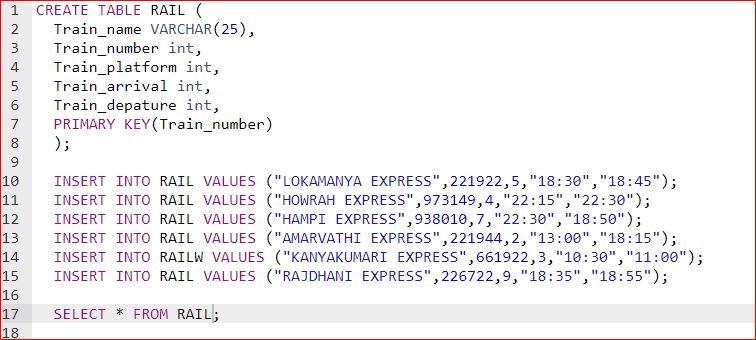 1 CREATE TABLE RAIL (
2 Train_name VARCHAR(25),
3 Train_number int,
4 Train_platform int,
5 Train_arrival int,
6 Train_depature int,
7 PRIMARY KEY(Train_number)
8 );
9
10 INSERT INTO RAIL VALUES ("LOKAMANYA EXPRESS",221922,5,"18:30","18:45");
11 INSERT INTO RAIL VALUES ("HOWRAH EXPRESS",973149,4,"22:15","22:30");
12 INSERT INTO RAIL VALUES ("HAMPI EXPRESS",938010,7,"22:30","18:50");
13 INSERT INTO RAIL VALUES ("AMARVATHI EXPRESS",221944,2,"13:00","18:15");
14 INSERT INTO RAILW VALUES ("KANYAKUMARI EXPRESS",661922,3,"10:30","11:00");
15 INSERT INTO RAIL VALUES ("RAJDHANI EXPRESS",226722,9,"18:35","18:55");
16
17 SELECT * FROM RAIL;
18